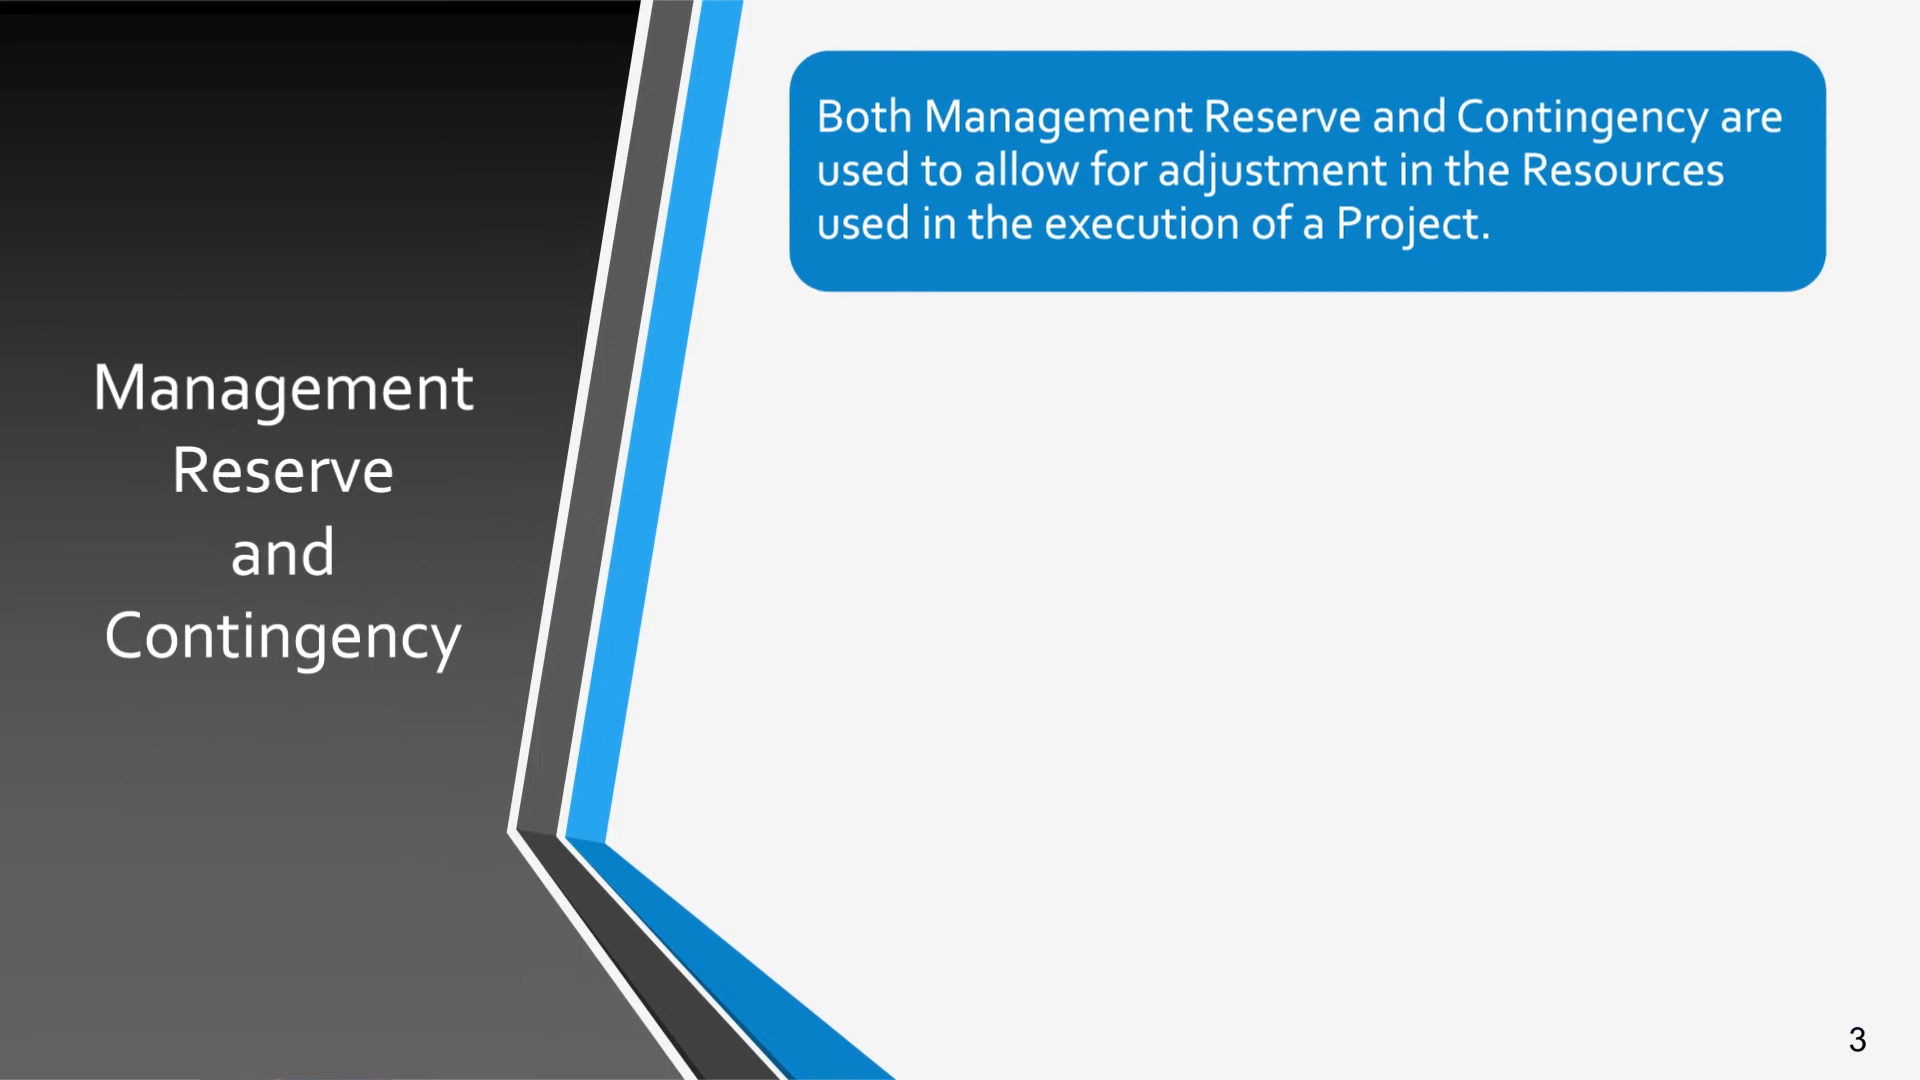 Management
Reserve
and
Contingency
Both Management Reserve and Contingency are
used to allow for adjustment in the Resources
used in the execution of a Project.
3